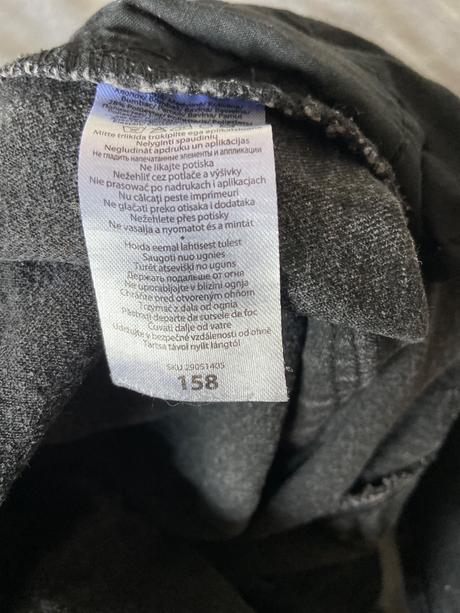 Mitte triikida trükipilte ega aplikatsioone
Nelyginti spaudinių
Negludināt apdruku un aplikācijas
Не гладить напечатанные элементы и аппликации
Ne likajte potiska
Nežehliť cez potlače a výšivky
Nie prasować po nadrukach i aplikacjach
Nu călcați peste imprimeuri
Ne glačati preko otisaka i dodataka
Nežehlete přes potisky
Ne vasalja a nyomatot és a mintát
•
Hoida eemal lahtisest tulest
Saugoti nuo ugnies
Turēt atsevišķi no uguns
Держать подальше от огня
Ne uporabljajte v bližini ognja
Chráňte pred otvoreným ohňom
Trzymać z dala od ognia
Păstrați departe de sursele de foc
Čuvati dalje od vatre
Udržujte v bezpečné vzdálenosti od ohně
Tartsa távol nyílt lángtól
SKU 29051405
158